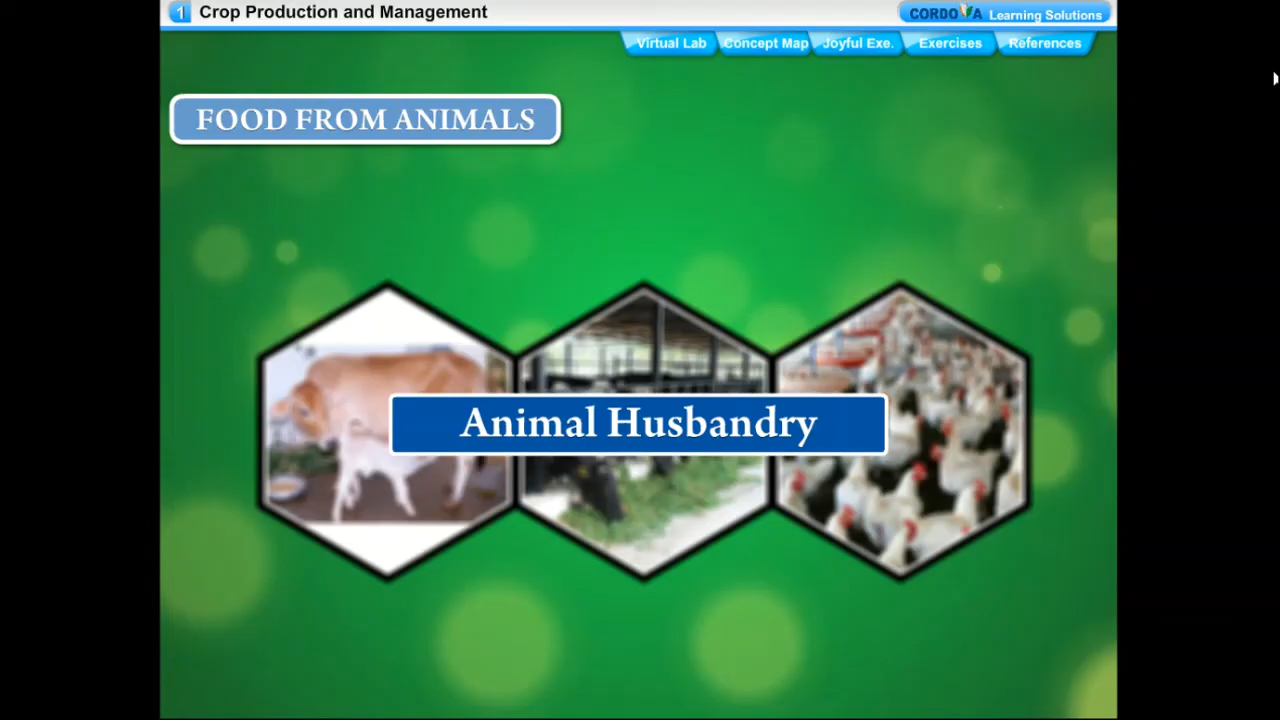 1 Crop Production and Management
CORDOVA Learning Solutions
Virtual Lab
Concept Map
Joyful Exe.
Exercises
References
FOOD FROM ANIMALS
Animal Husbandry